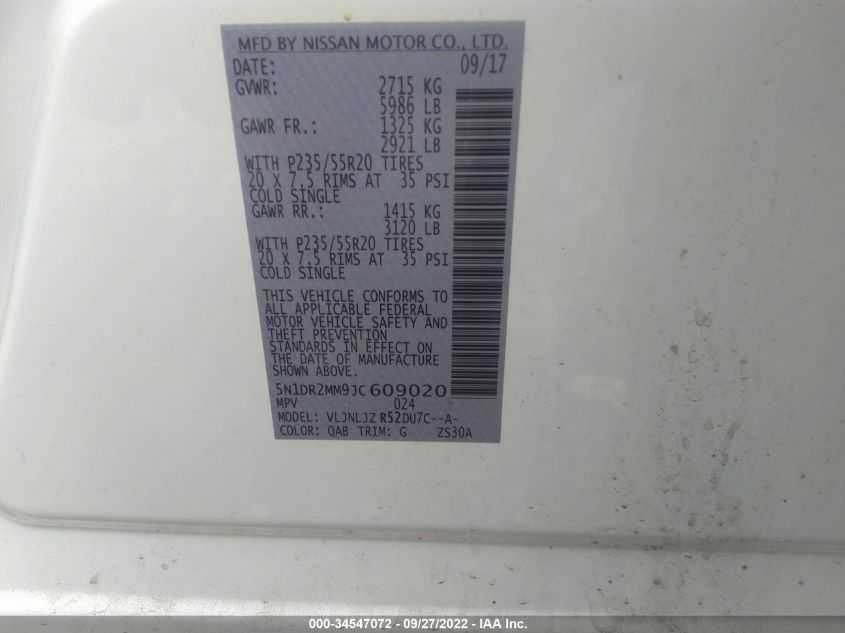 MFD BY NISSAN MOTOR CO., LTD.
DATE: 09/17
GVWR: 2715 KG
5986 LB
GAWR FR.: 1325 KG
2921 LB
WITH P235/55R20 TIRES
20 X 7.5 RIMS AT 35 PSI
COLD SINGLE
GAWR RR.: 1415 KG
3120 LB
WITH P235/55R20 TIRES
20 X 7.5 RIMS AT 35 PSI
COLD SINGLE
THIS VEHICLE CONFORMS TO
ALL APPLICABLE FEDERAL
MOTOR VEHICLE SAFETY AND
THEFT PREVENTION
STANDARDS IN EFFECT ON
THE DATE OF MANUFACTURE
SHOWN ABOVE.
5N1DR2MM9JC609020
MPV 024
MODEL: VLJNLJZ R52DU7C--A-
COLOR: QAB TRIM: G ZS30A
000-34547072 - 09/27/2022 - IAA Inc.